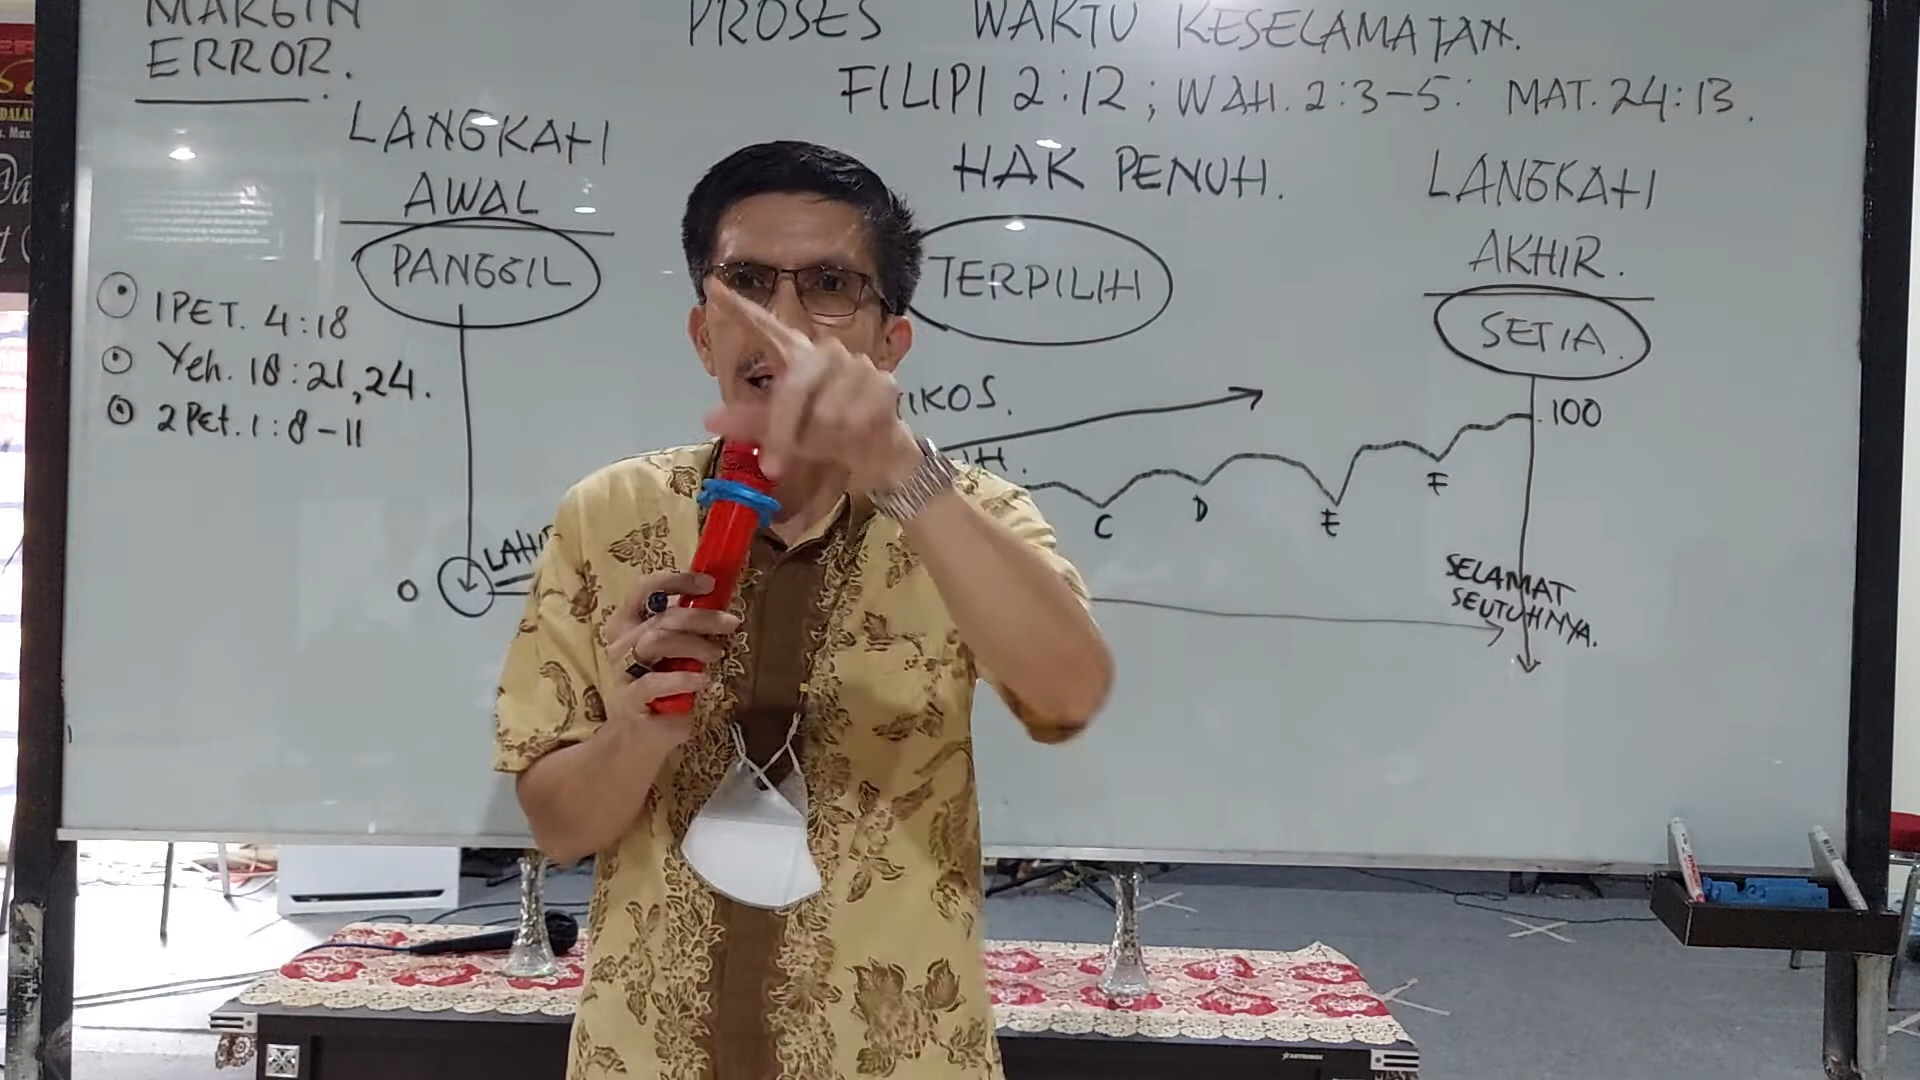 MARGIN
ERROR.
PROSES WAKTU KESELAMATAN.
FILIPI 2:12; WAH. 2:3-5: MAT. 24:13.
LANGKAH
AWAL
PANGGIL
HAK PENUH.
TERPILIH
LANGKAH
AKHIR.
SETIA.
1PET. 4:18
Yeh. 18:21,24.
2Pet. 1:8-11
100
C
D
E
F
0
SELAMAT
SEUTUHNYA.